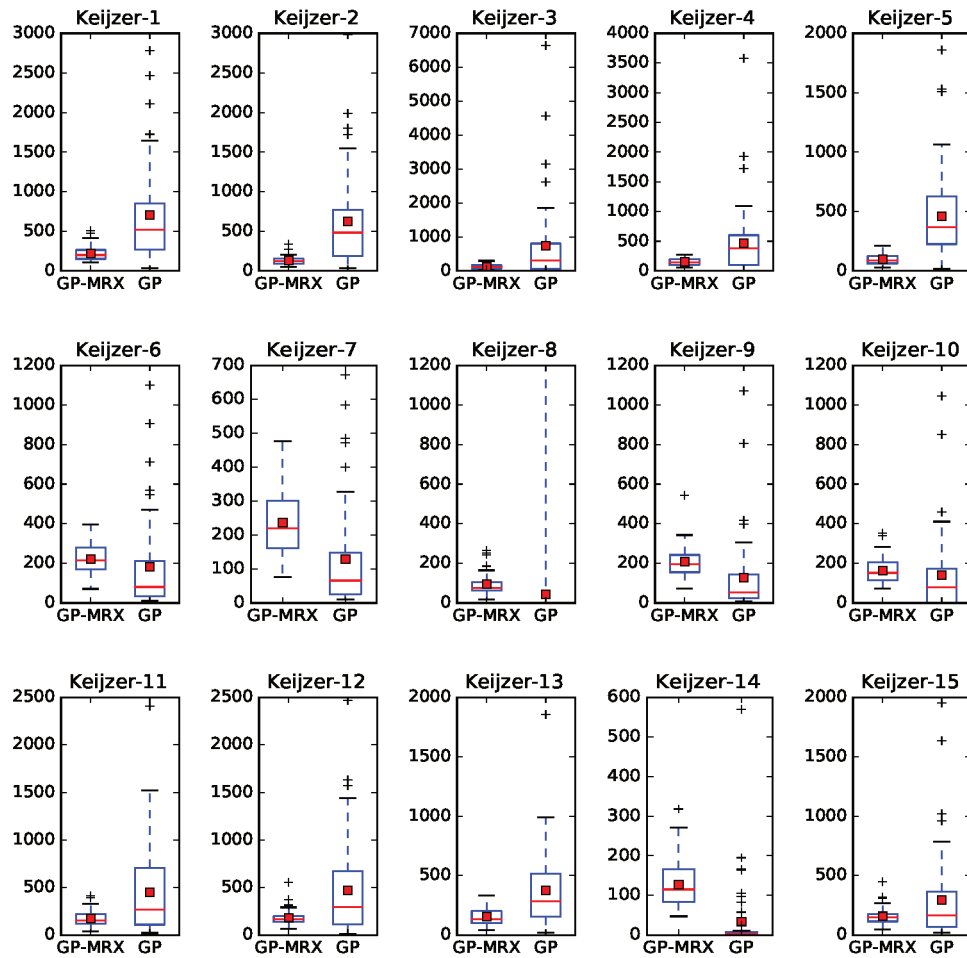 Keijzer-1 Keijzer-2 Keijzer-3 Keijzer-4 Keijzer-5
3000 3000 7000 4000 2000
2500 2500 6000 3500
2000 2000 5000 3000 1500
1500 1500 4000 2500
1000 1000 3000 2000 1000
500 500 2000 1500 500
0 0 1000 1000 0
0 500
0
GP-MRX GP GP-MRX GP GP-MRX GP GP-MRX GP GP-MRX GP
Keijzer-6 Keijzer-7 Keijzer-8 Keijzer-9 Keijzer-10
1200 700 1200 1200 1200
1000 600 1000 1000 1000
800 500 800 800 800
600 400 600 600 600
400 300 400 400 400
200 200 200 200 200
0 100 0 0 0
0
GP-MRX GP GP-MRX GP GP-MRX GP GP-MRX GP GP-MRX GP
Keijzer-11 Keijzer-12 Keijzer-13 Keijzer-14 Keijzer-15
2500 2500 2000 600 2000
2000 2000 1500 500 1500
1500 1500 1000 400 1000
1000 1000 500 300 500
500 500 0 200 0
0 0 100
0
GP-MRX GP GP-MRX GP GP-MRX GP GP-MRX GP GP-MRX GP